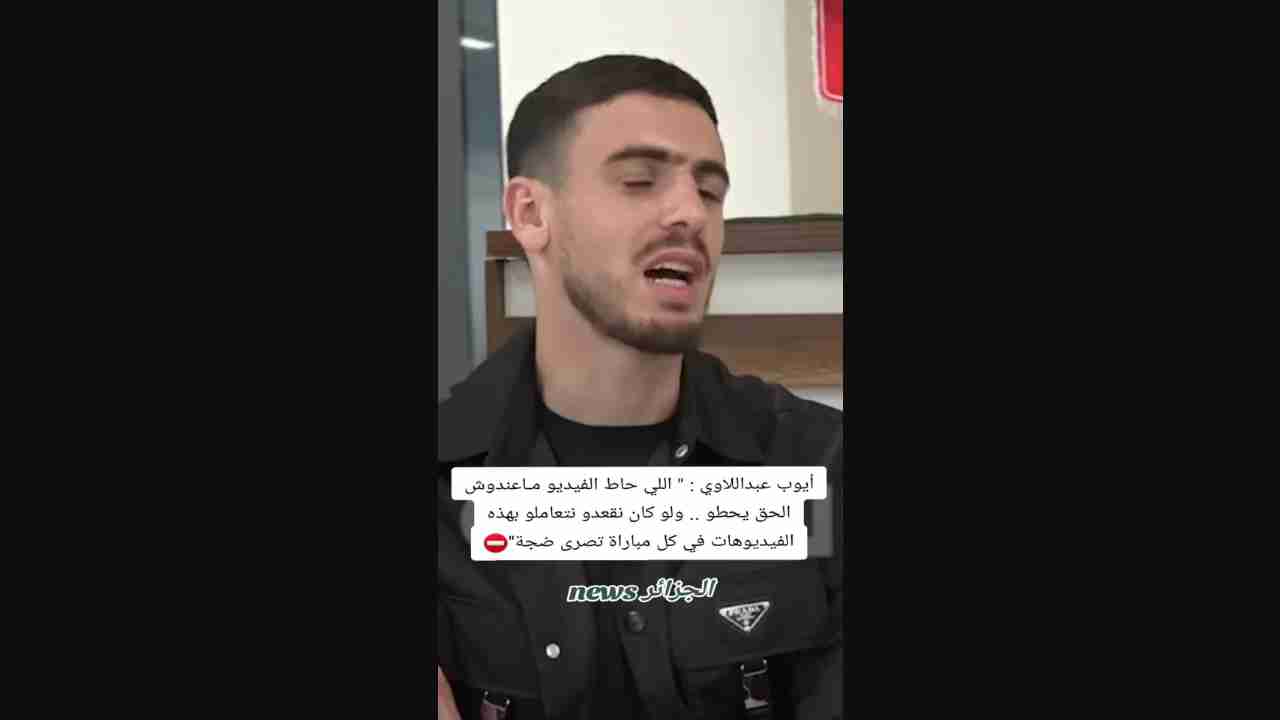 أيوب عبداللاوي : " اللي حاط الفيديو مـاعندوش
الحق يحطو .. ولو كان نقعدو نتعاملو بهذه
الفيديوهات في كل مباراة تصرى ضجة"⛔
الجزائر news
PRADA